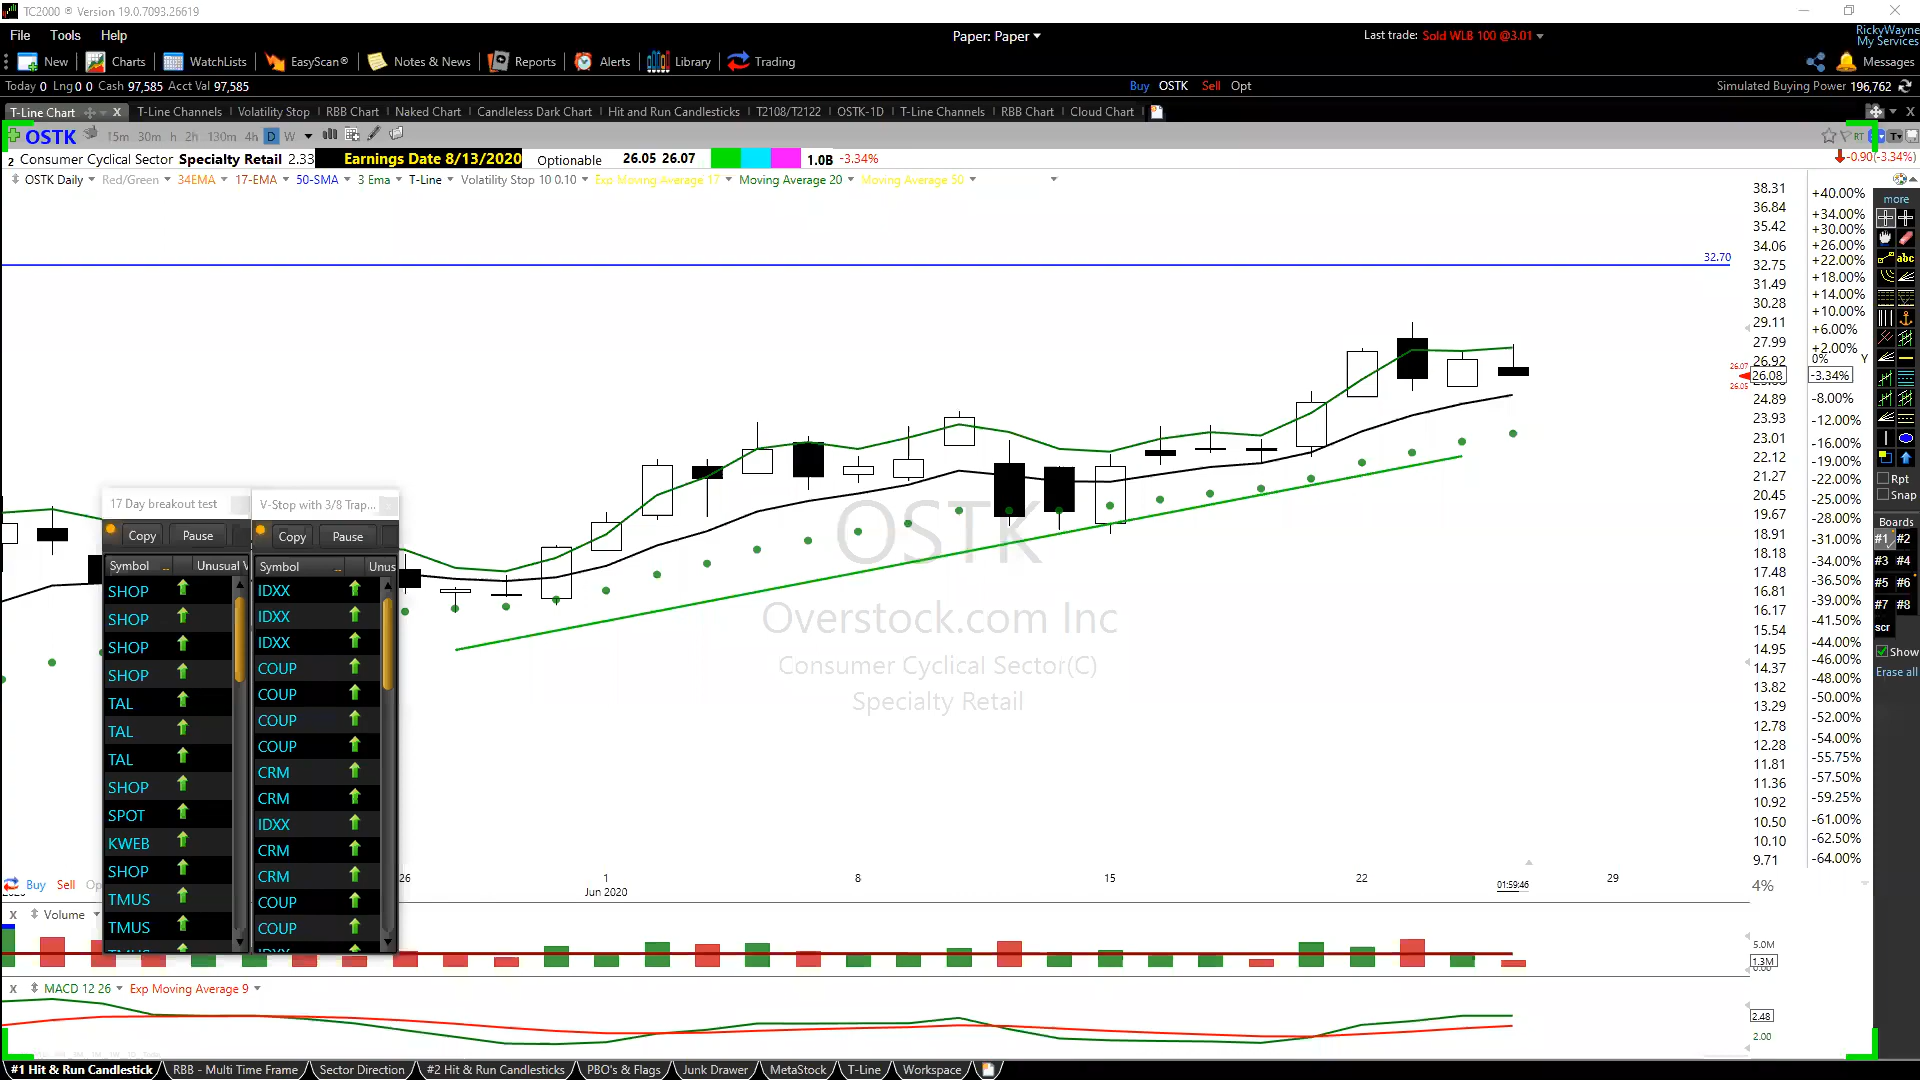 TC2000 ® Version 19.0.7093.26619
File Tools Help
Paper: Paper
Last trade: Sold WLB 100 @3.01
RickyWayne
My Services
New Charts WatchLists EasyScan® Notes & News Reports Alerts Library Trading
Messages
Today 0 Lng 0 0 Cash 97,585 Acct Val 97,585
Buy OSTK Sell Opt
Simulated Buying Power 196,762
T-Line Chart X T-Line Channels Volatility Stop RBB Chart Naked Chart Candleless Dark Chart Hit and Run Candlesticks T2108/T2122 OSTK-1D T-Line Channels RBB Chart Cloud Chart
OSTK 15m 30m h 2h 130m 4h D W
RT
2 Consumer Cyclical Sector Specialty Retail 2.33 Earnings Date 8/13/2020 Optionable 26.05 26.07 1.0B -3.34%
-0.90(-3.34%)
OSTK Daily Red/Green 34EMA 17-EMA 50-SMA 3 Ema T-Line Volatility Stop 10 0.10 Exp Moving Average 17 Moving Average 20 Moving Average 50
32.70
38.31
36.84
35.42
34.06
32.75
31.49
30.28
29.11
27.99
26.92
26.07
26.08
26.05
24.89
23.93
23.01
22.12
21.27
20.45
19.67
18.91
18.18
17.48
16.81
16.17
15.54
14.95
14.37
13.82
13.29
12.78
12.28
11.81
11.36
10.92
10.50
10.10
9.71
4%
+40.00%
+34.00%
+30.00%
+26.00%
+22.00%
+18.00%
+14.00%
+10.00%
+6.00%
+2.00%
0% Y
-3.34%
-8.00%
-12.00%
-16.00%
-19.00%
-22.00%
-25.00%
-28.00%
-31.00%
-34.00%
-36.50%
-39.00%
-41.50%
-44.00%
-46.00%
-48.00%
-50.00%
-52.00%
-54.00%
-55.75%
-57.50%
-59.25%
-61.00%
-62.50%
-64.00%
more
abc
Rpt
Snap
Boards
#1 #2
#3 #4
#5 #6
#7 #8
scr
Show
Erase all
OSTK
Overstock.com Inc
Consumer Cyclical Sector(C)
Specialty Retail
17 Day breakout test
Copy Pause
Symbol Unusual V
SHOP
SHOP
SHOP
SHOP
TAL
TAL
TAL
SHOP
SPOT
KWEB
SHOP
TMUS
TMUS
TMUS
V-Stop with 3/8 Trap...
Copy Pause
Symbol Unus
IDXX
IDXX
IDXX
COUP
COUP
COUP
COUP
CRM
CRM
IDXX
CRM
CRM
COUP
COUP
IDXX
26 1 8 15 22 29
Jun 2020
01:59:46
Buy Sell Op
X Volume
5.0M
1.3M
0.00
X MACD 12 26 Exp Moving Average 9
2.48
2.00
#1 Hit & Run Candlestick RBB - Multi Time Frame Sector Direction #2 Hit & Run Candlesticks PBO's & Flags Junk Drawer MetaStock T-Line Workspace